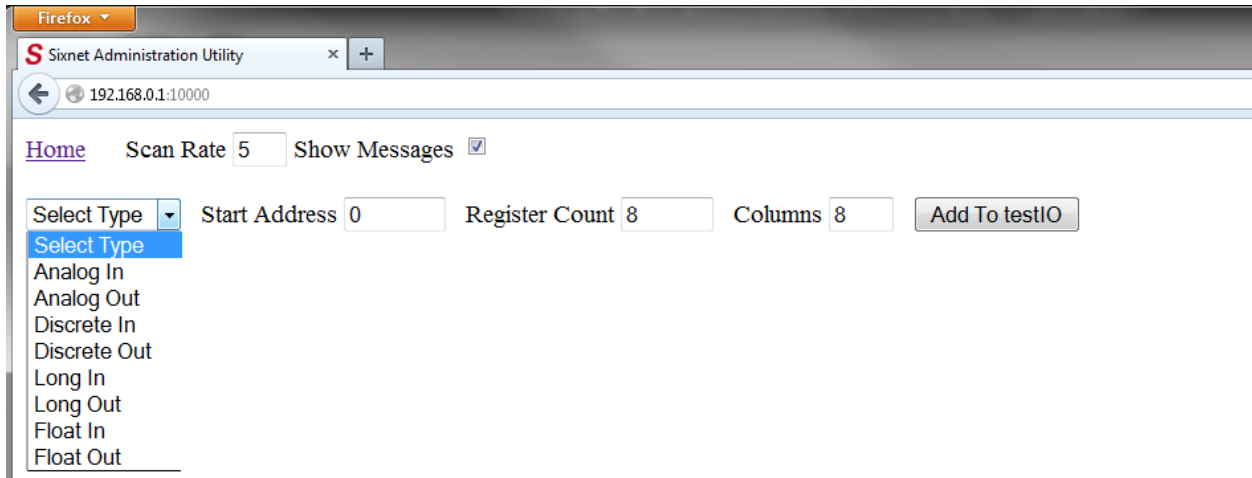 Firefox
S Sixnet Administration Utility × +
192.168.0.1:10000
Home Scan Rate 5 Show Messages
Select Type Start Address 0 Register Count 8 Columns 8 Add To testIO
Select Type
Analog In
Analog Out
Discrete In
Discrete Out
Long In
Long Out
Float In
Float Out